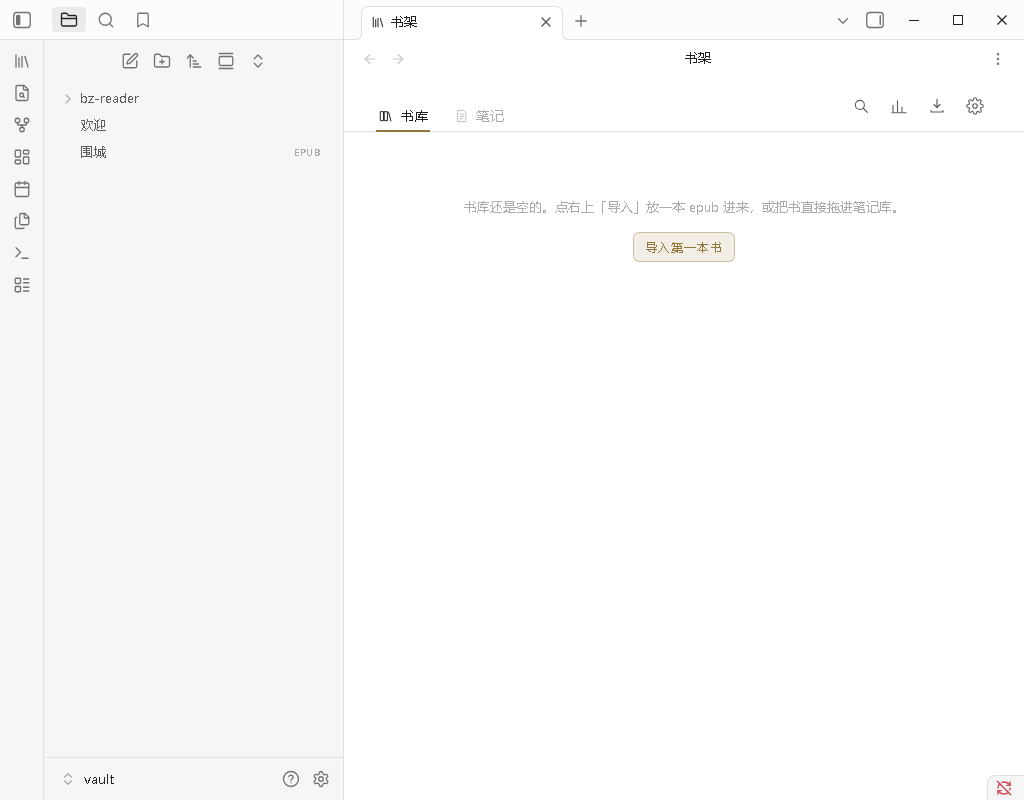 书架
书架
bz-reader
欢迎
围城 EPUB
书库 笔记
书库还是空的。点右上「导入」放一本 epub 进来，或把书直接拖进笔记库。
导入第一本书
vault